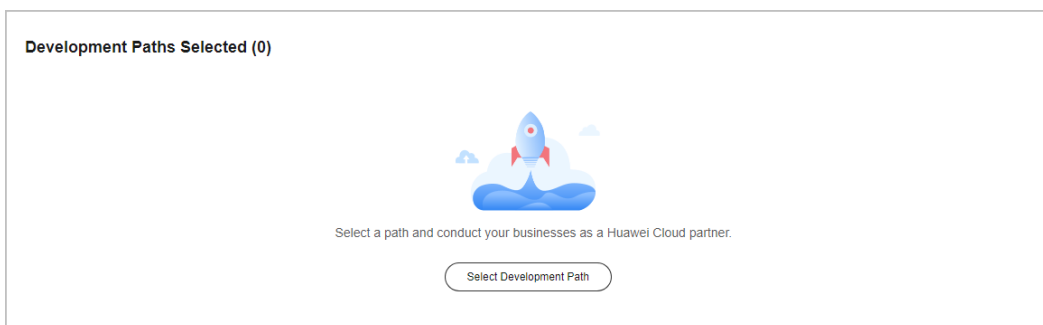 Development Paths Selected (0)
Select a path and conduct your businesses as a Huawei Cloud partner.
Select Development Path